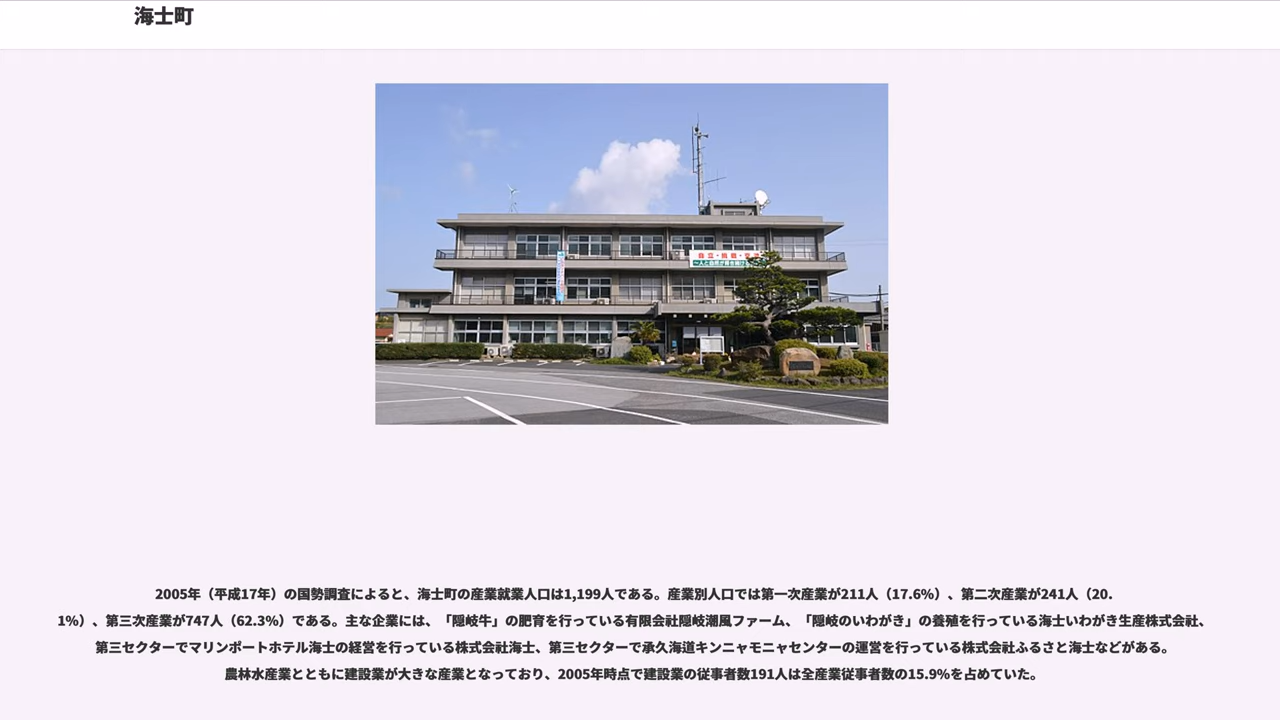 海士町
自立・挑戦・交流
2005年（平成17年）の国勢調査によると、海士町の産業就業人口は1,199人である。産業別人口では第一次産業が211人（17.6%）、第二次産業が241人（20.
1%）、第三次産業が747人（62.3%）である。主な企業には、「隠岐牛」の肥育を行っている有限会社隠岐潮風ファーム、「隠岐のいわがき」の養殖を行っている海士いわがき生産株式会社、
第三セクターでマリンポートホテル海士の経営を行っている株式会社海士、第三セクターで承久海道キンニャモニャセンターの運営を行っている株式会社ふるさと海士などがある。
農林水産業とともに建設業が大きな産業となっており、2005年時点で建設業の従事者数191人は全産業従事者数の15.9%を占めていた。